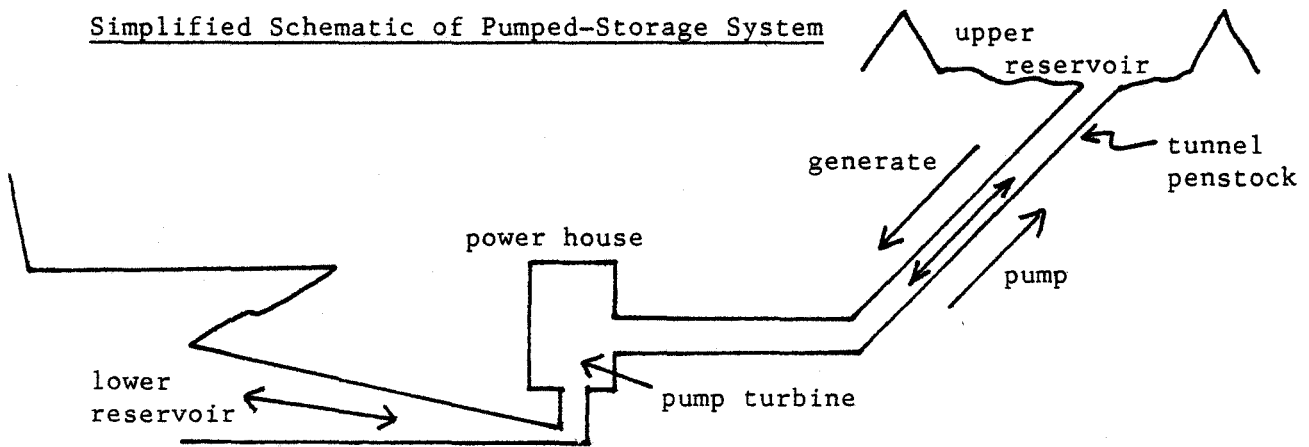 Simplified Schematic of Pumped-Storage System
upper
reservoir
generate
tunnel
penstock
power house
pump
lower
reservoir
pump turbine